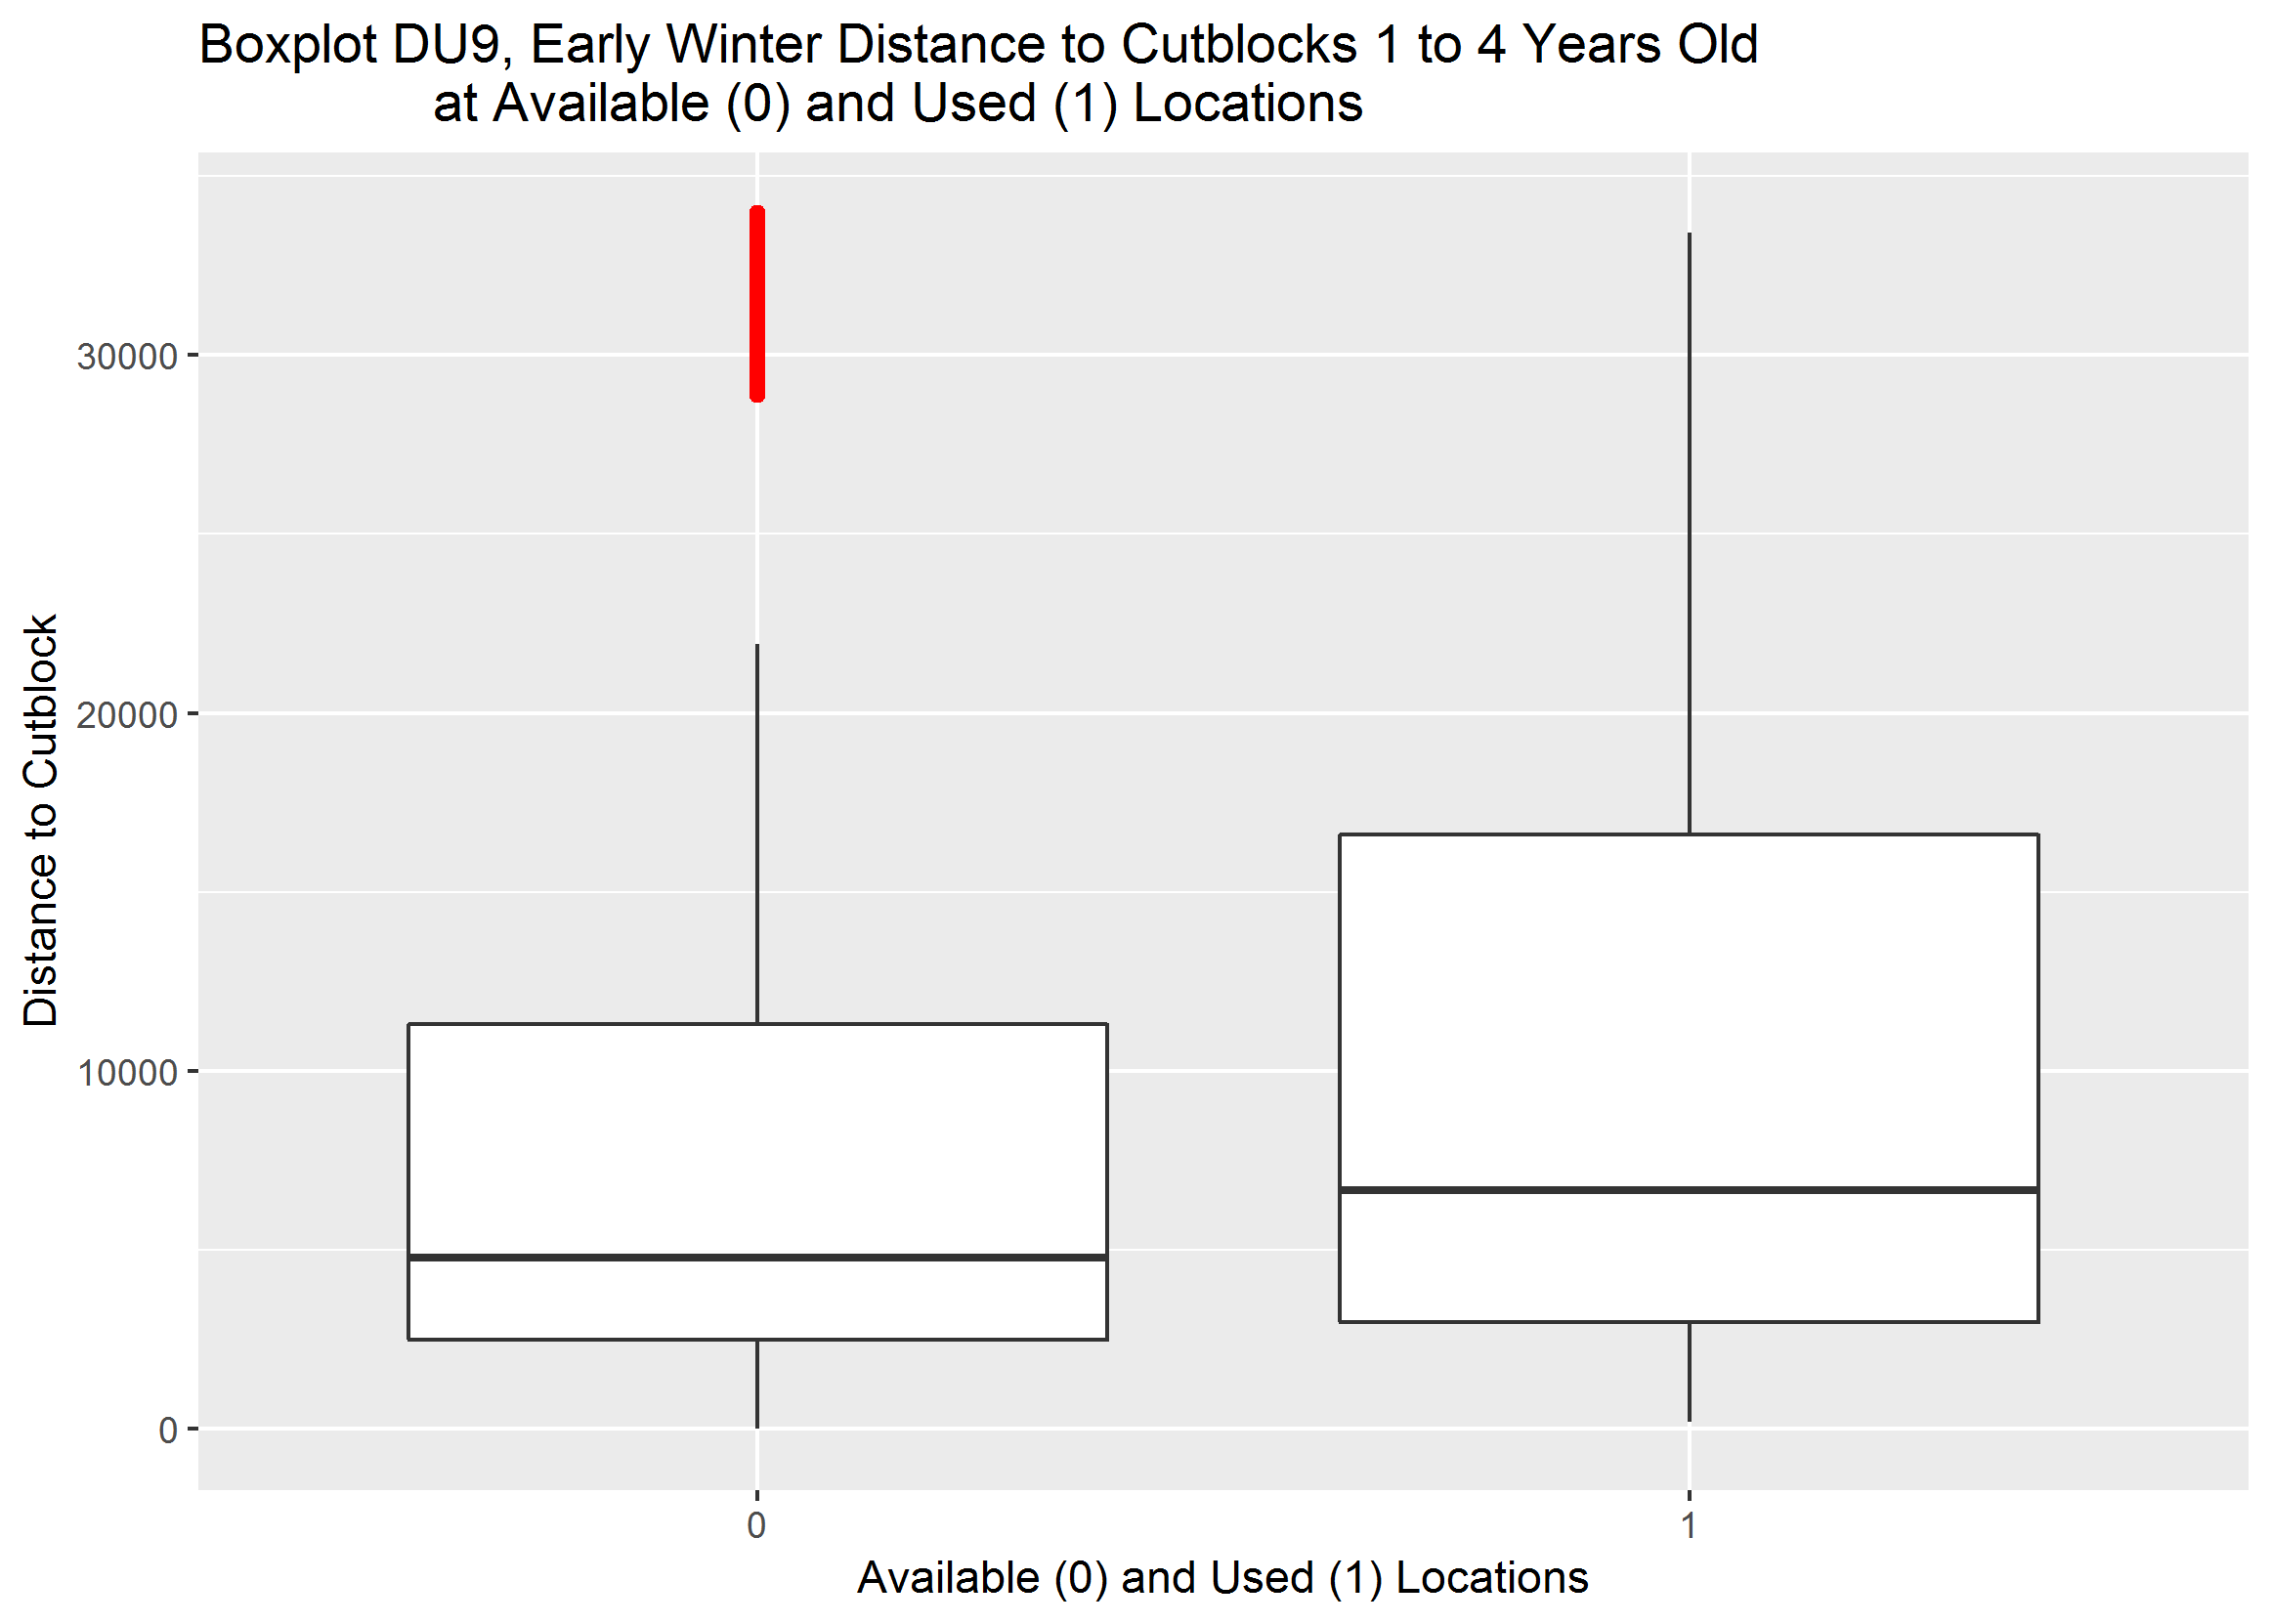 Boxplot DU9, Early Winter Distance to Cutblocks 1 to 4 Years Old
at Available (0) and Used (1) Locations
Distance to Cutblock
30000
20000
10000
0
0 1
Available (0) and Used (1) Locations